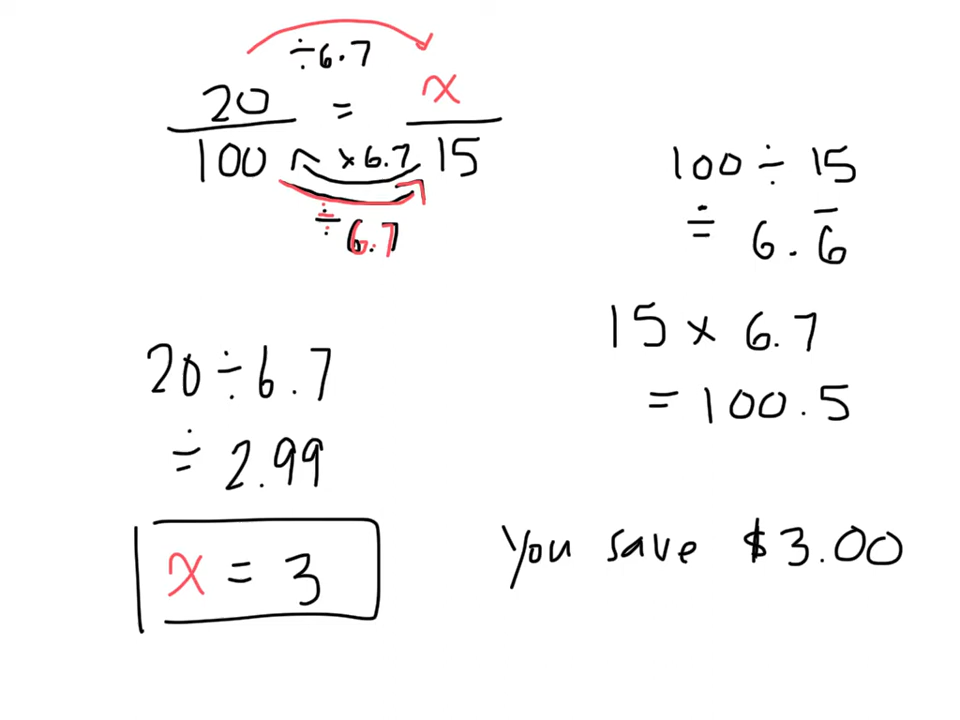 ÷6.7
20 = x
100 ×6.7 15
÷6.7
100 ÷ 15
≐ 6.6̅
15 × 6.7
= 100.5
20 ÷ 6.7
≐ 2.99
x = 3
You save $3.00